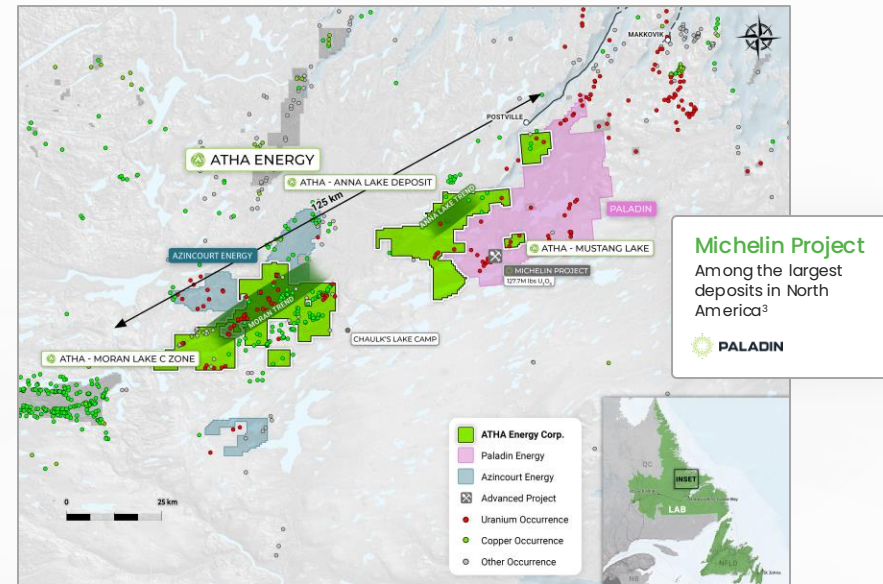 MAKKOVIK
POSTVILLE
ATHA ENERGY
ATHA - ANNA LAKE DEPOSIT
125 km
ANNA LAKE TREND
PALADIN
AZINCOURT ENERGY
ATHA - MUSTANG LAKE
MICHELIN PROJECT
127.7M lbs U₃O₈
MORAN TREND
CHAULK'S LAKE CAMP
ATHA - MORAN LAKE C ZONE
Michelin Project
Among the largest
deposits in North
America³
PALADIN
0 25 km
ATHA Energy Corp.
Paladin Energy
Azincourt Energy
Advanced Project
Uranium Occurrence
Copper Occurrence
Other Occurrence
QC
INSET
LAB
NFLD
NB